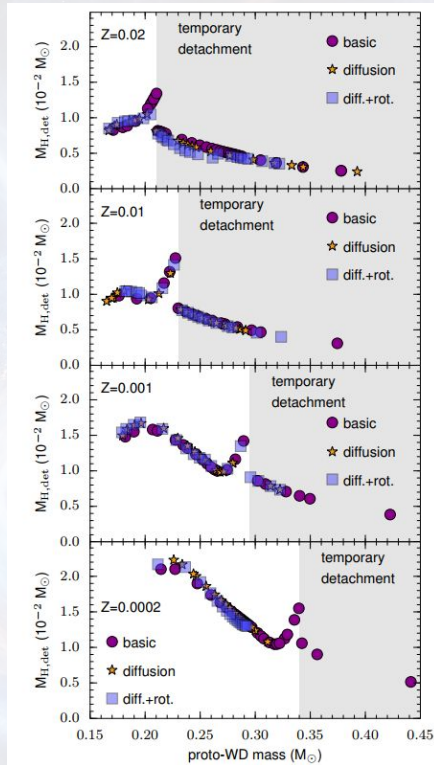 Z=0.02
temporary
detachment
basic
diffusion
diff.+rot.
M_H,det (10^-2 M_⊙)
2.0
1.5
1.0
0.5
0.0
Z=0.01
temporary
detachment
basic
diffusion
diff.+rot.
M_H,det (10^-2 M_⊙)
2.0
1.5
1.0
0.5
0.0
Z=0.001
temporary
detachment
basic
diffusion
diff.+rot.
M_H,det (10^-2 M_⊙)
2.0
1.5
1.0
0.5
0.0
temporary
detachment
Z=0.0002
basic
diffusion
diff.+rot.
M_H,det (10^-2 M_⊙)
2.0
1.5
1.0
0.5
0.0
0.15 0.20 0.25 0.30 0.35 0.40 0.45
proto-WD mass (M_⊙)